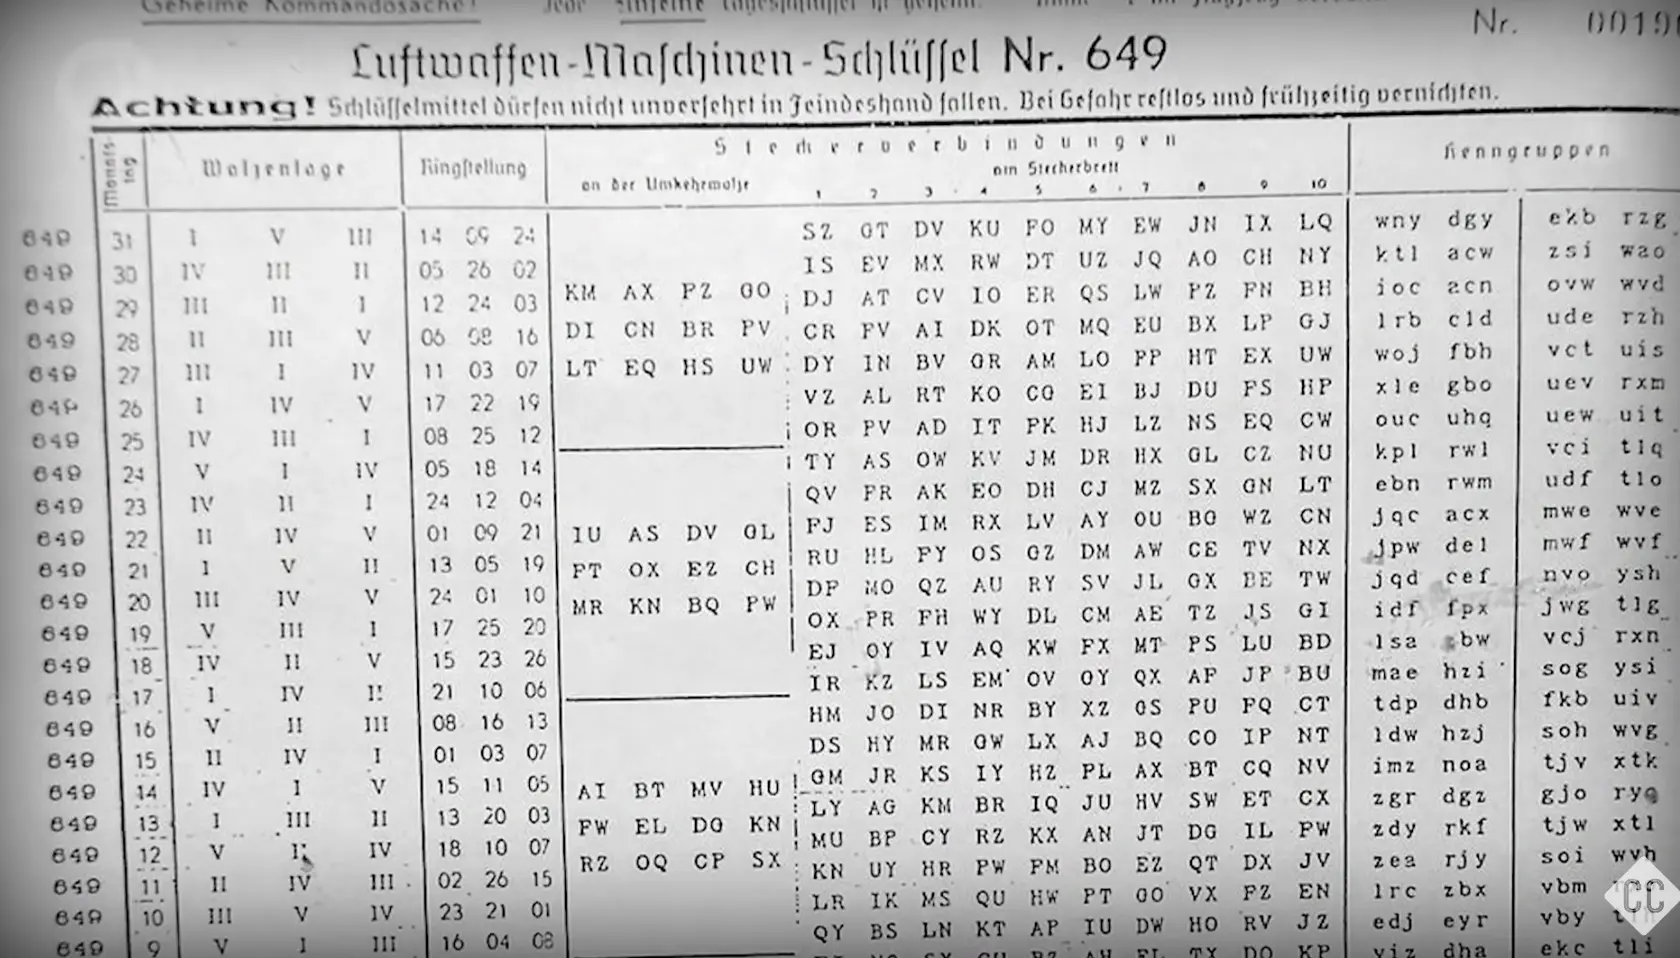 Geheime Kommandosache! Jede einzelne Tageseinstellung ist geheim.
Nr. 00190
Luftwaffen-Maschinen-Schlüssel Nr. 649
Achtung! Schlüsselmittel dürfen nicht unversehrt in Feindeshand fallen. Bei Gefahr restlos und frühzeitig vernichten.
Monatstag Walzenlage Ringstellung Steckerverbindungen Kenngruppen
an der Umkehrwalze am Steckerbrett
1 2 3 4 5 6 7 8 9 10
649 31 I V III 14 09 24 SZ GT DV KU FO MY EW JN IX LQ wny dgy ekb rzg
649 30 IV III II 05 26 02 IS EV MX RW DT UZ JQ AO CH NY ktl acw zsi wao
649 29 III II I 12 24 03 KM AX PZ GO DJ AT CV IO ER QS LW PZ FN BH ioc acn ovw wvd
649 28 II III V 06 08 16 DI CN BR PV CR FV AI DK OT MQ EU BX LP GJ lrb cld ude rzh
649 27 III I IV 11 03 07 LT EQ HS UW DY IN BV GR AM LO PP HT EX UW woj fbh vct uis
649 26 I IV V 17 22 19 VZ AL RT KO CG EI BJ DU FS HP xle gbo uev rxm
649 25 IV III I 08 25 12 OR PV AD IT FK HJ LZ NS EQ CW ouc uhq uew uit
649 24 V I IV 05 18 14 TY AS OW KV JM DR HX GL CZ NU kpl rwl vci tlq
649 23 IV II I 24 12 04 QV FR AK EO DH CJ MZ SX GN LT ebn rwm udf tlo
649 22 II IV V 01 09 21 IU AS DV GL FJ ES IM RX LV AY OU BG WZ CN jqc acx mwe wve
649 21 I V II 13 05 19 FT OX EZ CH RU HL FY OS GZ DM AW CE TV NX jpw del mwf wvf
649 20 III IV V 24 01 10 MR KN BQ PW DF MO QZ AU RY SV JL GX BE TW jqd cef nvo ysh
649 19 V III I 17 25 20 OX PR FH WY DL CM AE TZ JS GI idf fpx jwg tlg
649 18 IV II V 15 23 26 EJ OY IV AQ KW FX MT PS LU BD lsa zbw vcj rxn
649 17 I IV II 21 10 06 IR KZ LS EM OV GY QX AF JP BU mae hzi sog ysi
649 16 V II III 08 16 13 HM JO DI NR BY XZ GS PU FQ CT tdp dhb fkb uiv
649 15 II IV I 01 03 07 DS HY MR GW LX AJ BQ CO IP NT ldw hzj soh wvg
649 14 IV I V 15 11 05 AI BT MV HU GM JR KS IY HZ PL AX BT CQ NV imz noa tjv xtk
649 13 I III II 13 20 03 FW EL DG KN LY AG KM BR IQ JU HV SW ET CX zgr dgz gjo ryq
649 12 V II IV 18 10 07 RZ OQ CP SX MU BP CY RZ KX AN JT DG IL FW zdy rkf tjw xtl
649 11 II IV III 02 26 15 KN UY HR PW FM BO EZ QT DX JV zea rjy soi wvh
649 10 III V IV 23 21 01 LR IK MS QU HW PT GO VX FZ EN lrc zbx vbm
649 9 V I III 16 04 08 QY BS LN KT AP IU DW HO RV JZ edj eyr vby
TX DO KP viz dha ekc tli
CC